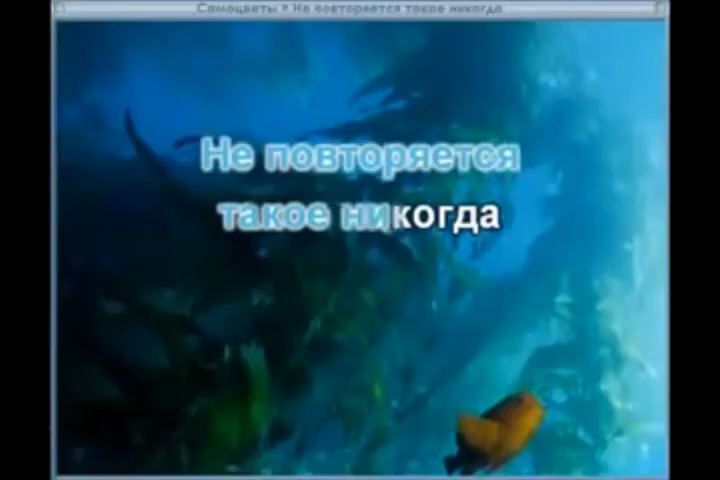 Самоцветы * Не повторяется такое никогда
Не повторяется
такое никогда